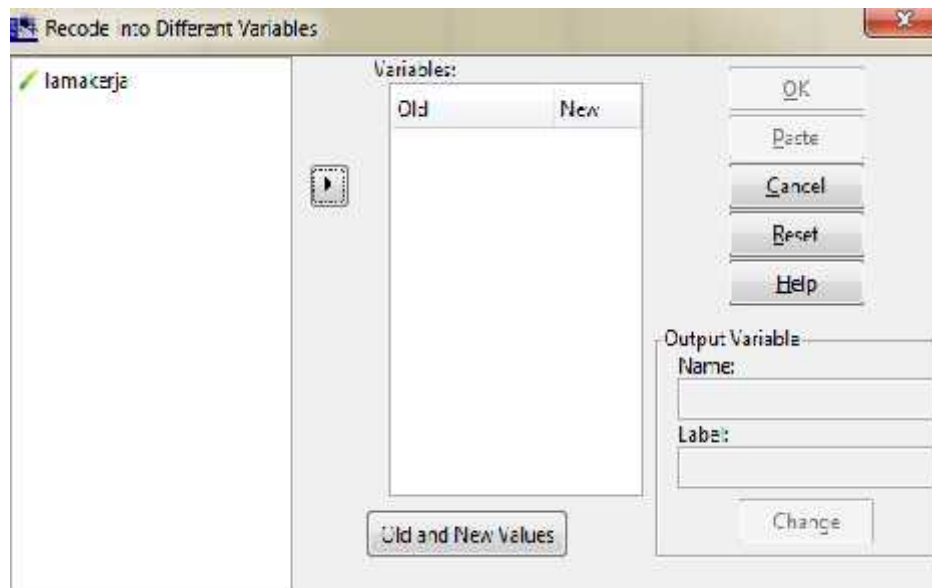 Recode into Different Variables
lamakerja
Variables:
Old New
OK
Paste
Cancel
Reset
Help
Output Variable
Name:
Label:
Change
Old and New Values